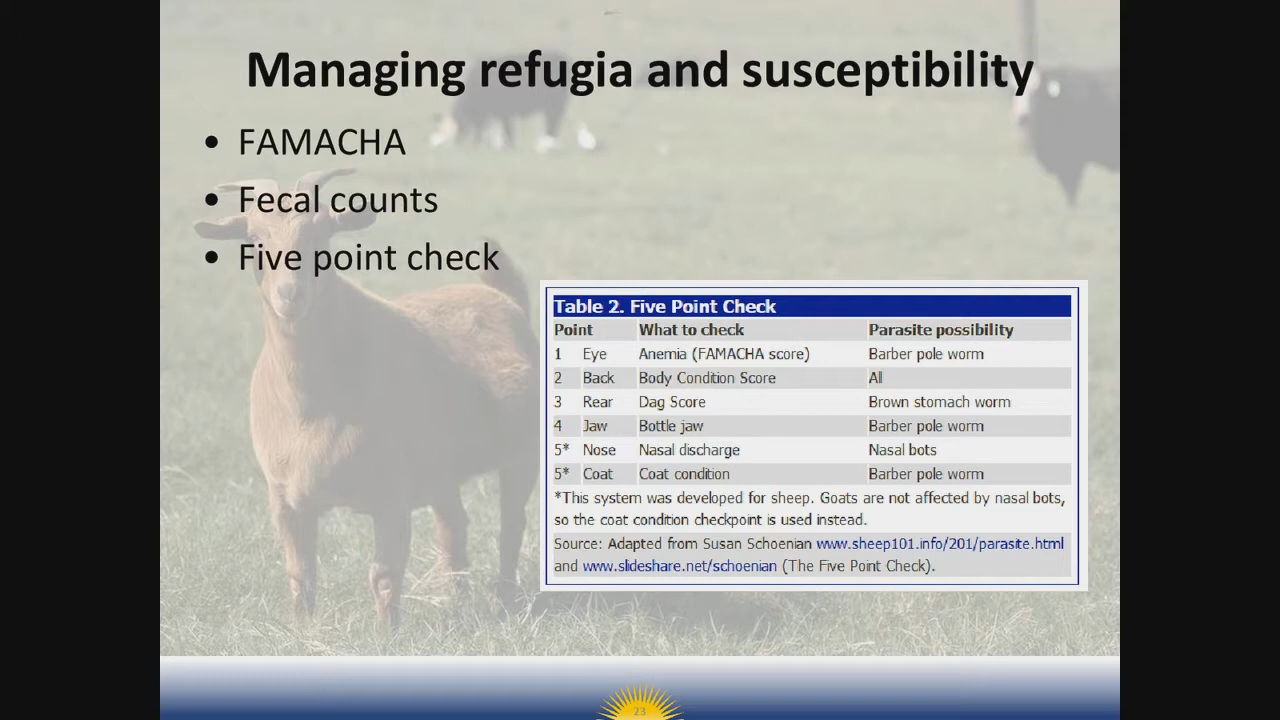 Managing refugia and susceptibility
• FAMACHA
• Fecal counts
• Five point check
Table 2. Five Point Check
Point What to check Parasite possibility
1 Eye Anemia (FAMACHA score) Barber pole worm
2 Back Body Condition Score All
3 Rear Dag Score Brown stomach worm
4 Jaw Bottle jaw Barber pole worm
5* Nose Nasal discharge Nasal bots
5* Coat Coat condition Barber pole worm
*This system was developed for sheep. Goats are not affected by nasal bots,
so the coat condition checkpoint is used instead.
Source: Adapted from Susan Schoenian www.sheep101.info/201/parasite.html
and www.slideshare.net/schoenian (The Five Point Check).
23